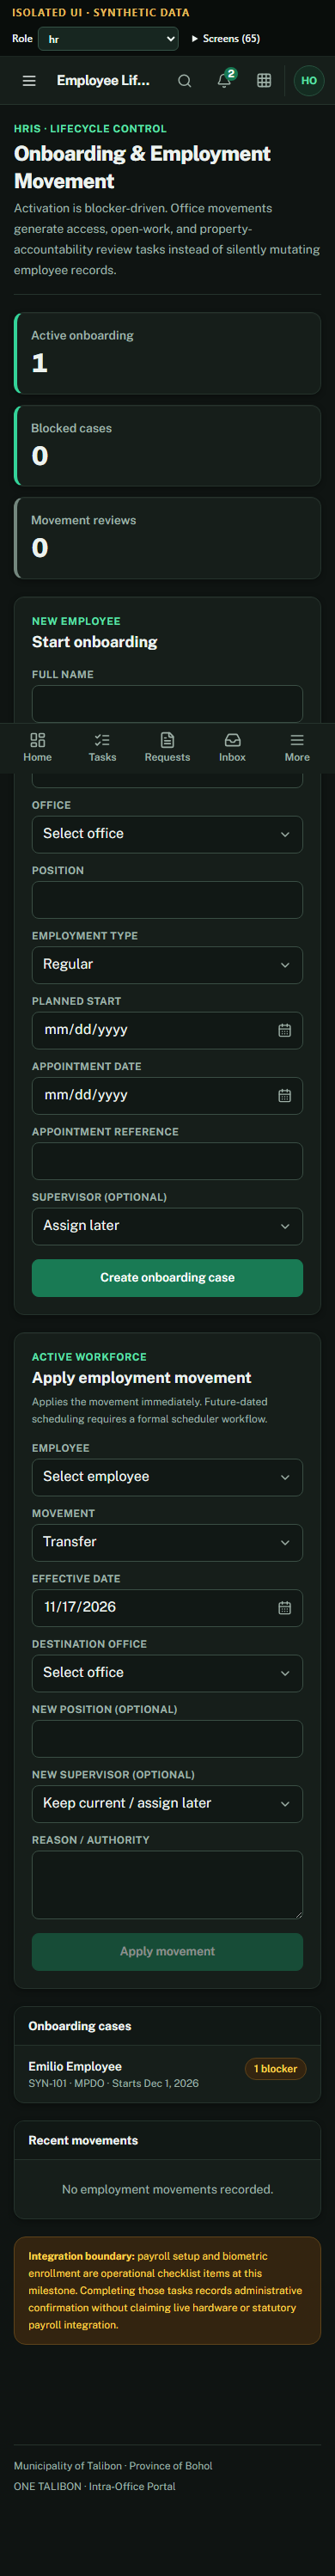 ISOLATED UI · SYNTHETIC DATA
Role hr ▶ Screens (65)
Employee Lif... 2 HO
HRIS · LIFECYCLE CONTROL
Onboarding & Employment
Movement
Activation is blocker-driven. Office movements
generate access, open-work, and property-
accountability review tasks instead of silently mutating
employee records.
Active onboarding
1
Blocked cases
0
Movement reviews
0
NEW EMPLOYEE
Start onboarding
FULL NAME
Home Tasks Requests Inbox More
OFFICE
Select office
POSITION
EMPLOYMENT TYPE
Regular
PLANNED START
mm/dd/yyyy
APPOINTMENT DATE
mm/dd/yyyy
APPOINTMENT REFERENCE
SUPERVISOR (OPTIONAL)
Assign later
Create onboarding case
ACTIVE WORKFORCE
Apply employment movement
Applies the movement immediately. Future-dated
scheduling requires a formal scheduler workflow.
EMPLOYEE
Select employee
MOVEMENT
Transfer
EFFECTIVE DATE
11/17/2026
DESTINATION OFFICE
Select office
NEW POSITION (OPTIONAL)
NEW SUPERVISOR (OPTIONAL)
Keep current / assign later
REASON / AUTHORITY
Apply movement
Onboarding cases
Emilio Employee 1 blocker
SYN-101 · MPDO · Starts Dec 1, 2026
Recent movements
No employment movements recorded.
Integration boundary: payroll setup and biometric
enrollment are operational checklist items at this
milestone. Completing those tasks records administrative
confirmation without claiming live hardware or statutory
payroll integration.
Municipality of Talibon · Province of Bohol
ONE TALIBON · Intra-Office Portal